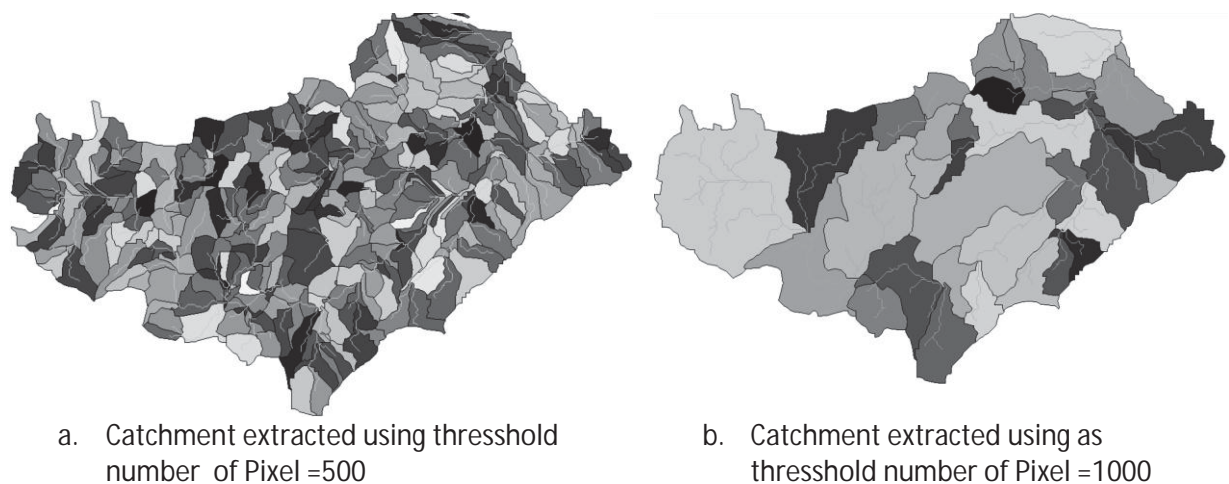 a. Catchment extracted using thresshold
number of Pixel =500
b. Catchment extracted using as
thresshold number of Pixel =1000